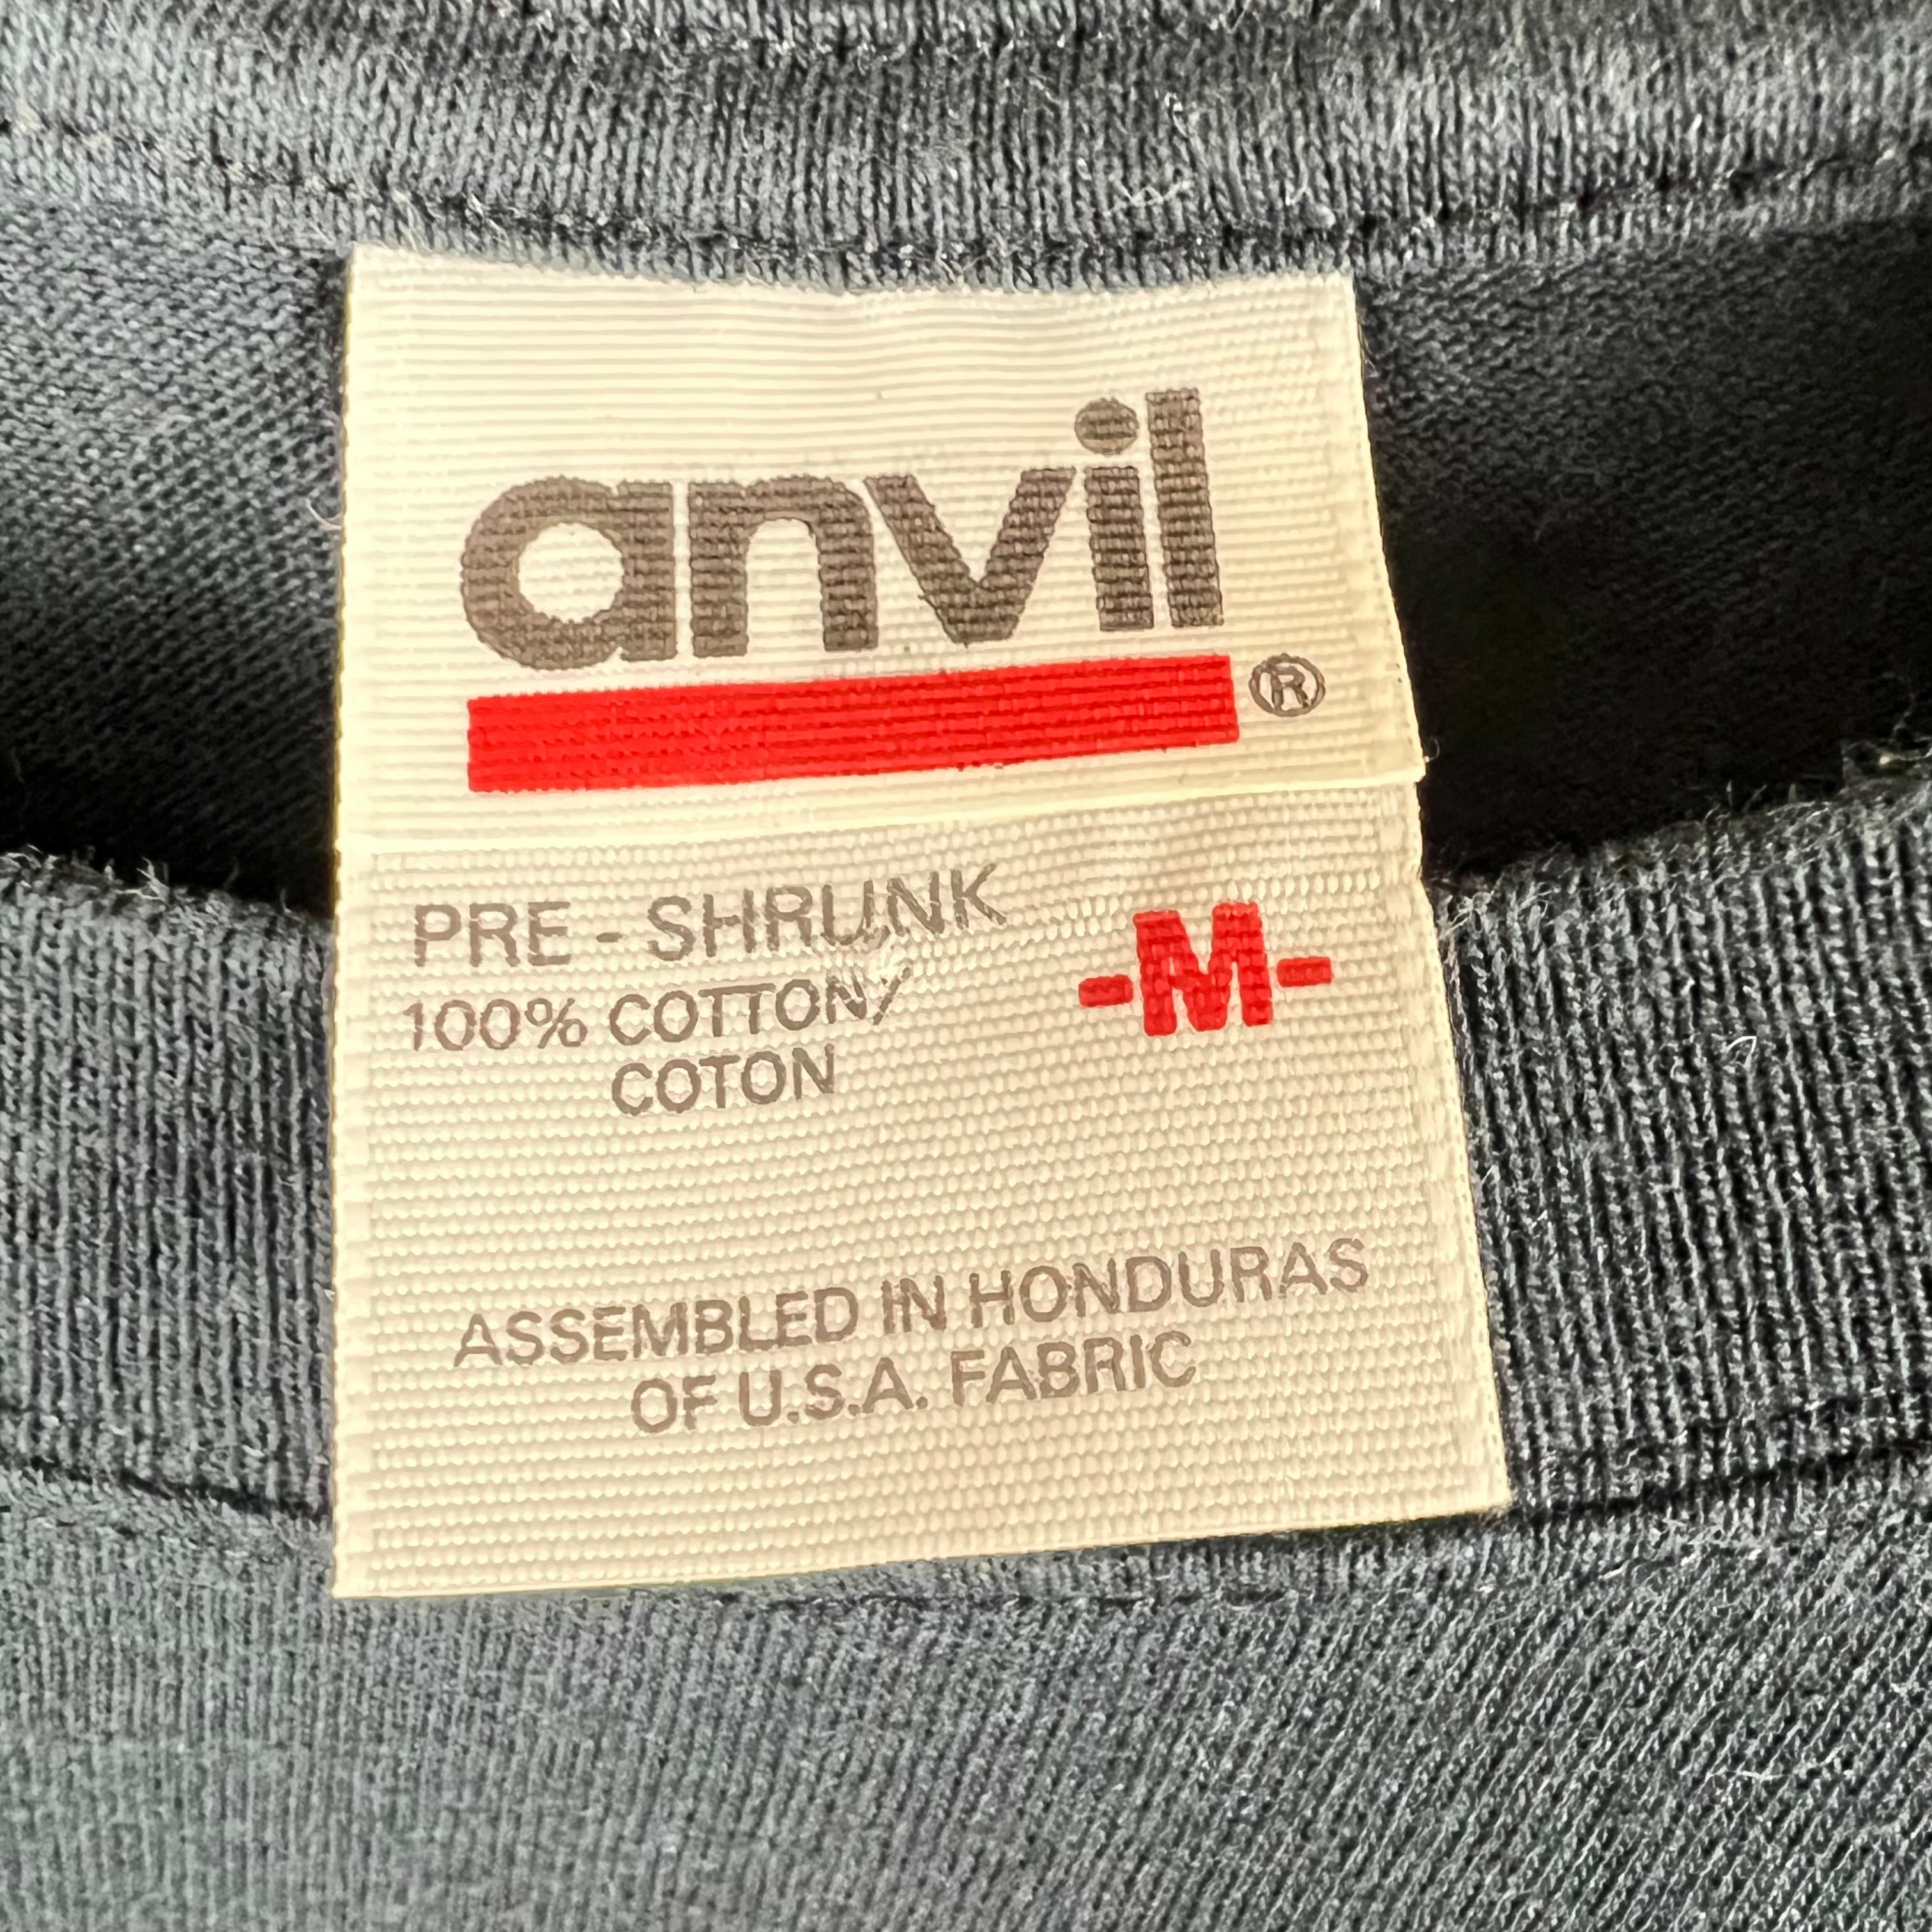 anvil
®
PRE - SHRUNK
-M-
100% COTTON/
COTON
ASSEMBLED IN HONDURAS
OF U.S.A. FABRIC